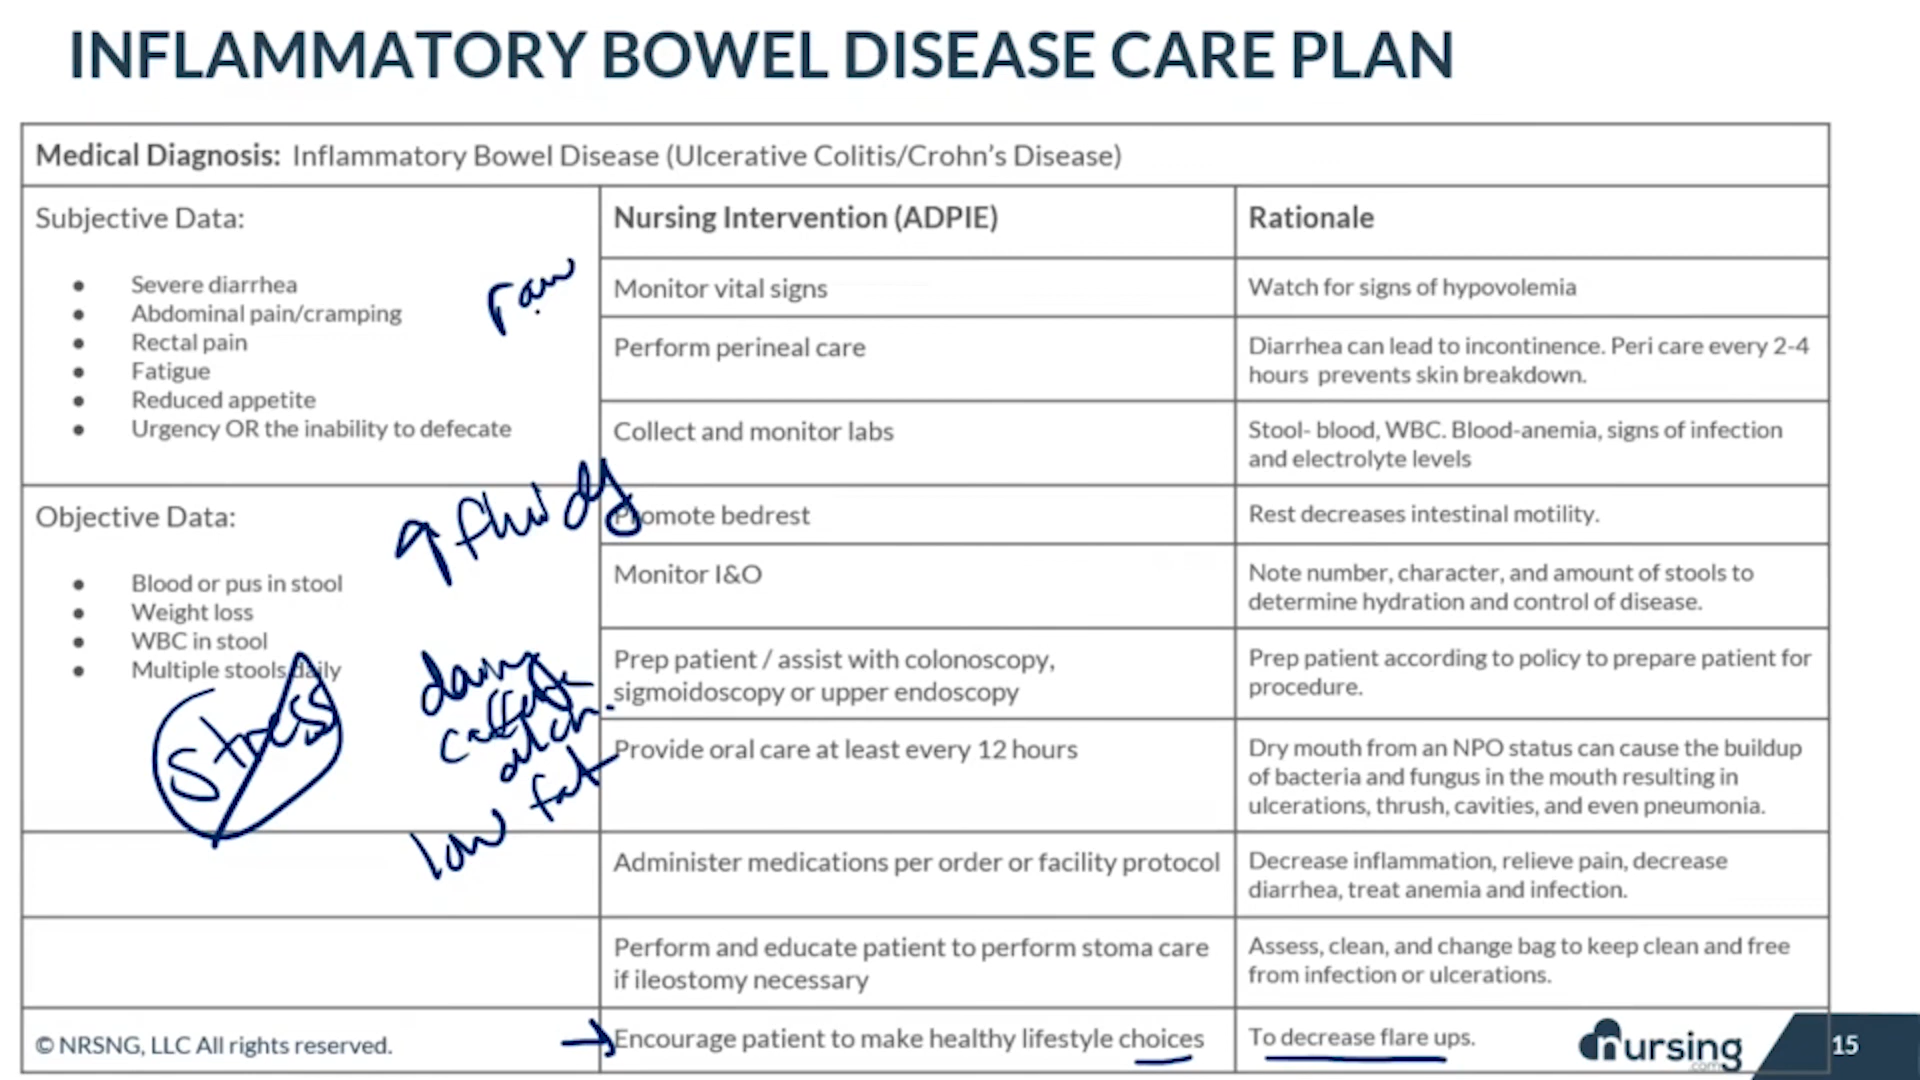 INFLAMMATORY BOWEL DISEASE CARE PLAN
Medical Diagnosis: Inflammatory Bowel Disease (Ulcerative Colitis/Crohn's Disease)
Subjective Data:
● Severe diarrhea
● Abdominal pain/cramping
● Rectal pain
● Fatigue
● Reduced appetite
● Urgency OR the inability to defecate
raw
Objective Data:
● Blood or pus in stool
● Weight loss
● WBC in stool
● Multiple stools daily
↑ fluids
stress
low fat
Nursing Intervention (ADPIE)
Rationale
Monitor vital signs
Watch for signs of hypovolemia
Perform perineal care
Diarrhea can lead to incontinence. Peri care every 2-4
hours prevents skin breakdown.
Collect and monitor labs
Stool- blood, WBC. Blood-anemia, signs of infection
and electrolyte levels
Promote bedrest
Rest decreases intestinal motility.
Monitor I&O
Note number, character, and amount of stools to
determine hydration and control of disease.
Prep patient / assist with colonoscopy,
sigmoidoscopy or upper endoscopy
Prep patient according to policy to prepare patient for
procedure.
Provide oral care at least every 12 hours
Dry mouth from an NPO status can cause the buildup
of bacteria and fungus in the mouth resulting in
ulcerations, thrush, cavities, and even pneumonia.
Administer medications per order or facility protocol
Decrease inflammation, relieve pain, decrease
diarrhea, treat anemia and infection.
Perform and educate patient to perform stoma care
if ileostomy necessary
Assess, clean, and change bag to keep clean and free
from infection or ulcerations.
→ Encourage patient to make healthy lifestyle choices
To decrease flare ups.
© NRSNG, LLC All rights reserved.
nursing
.com
15